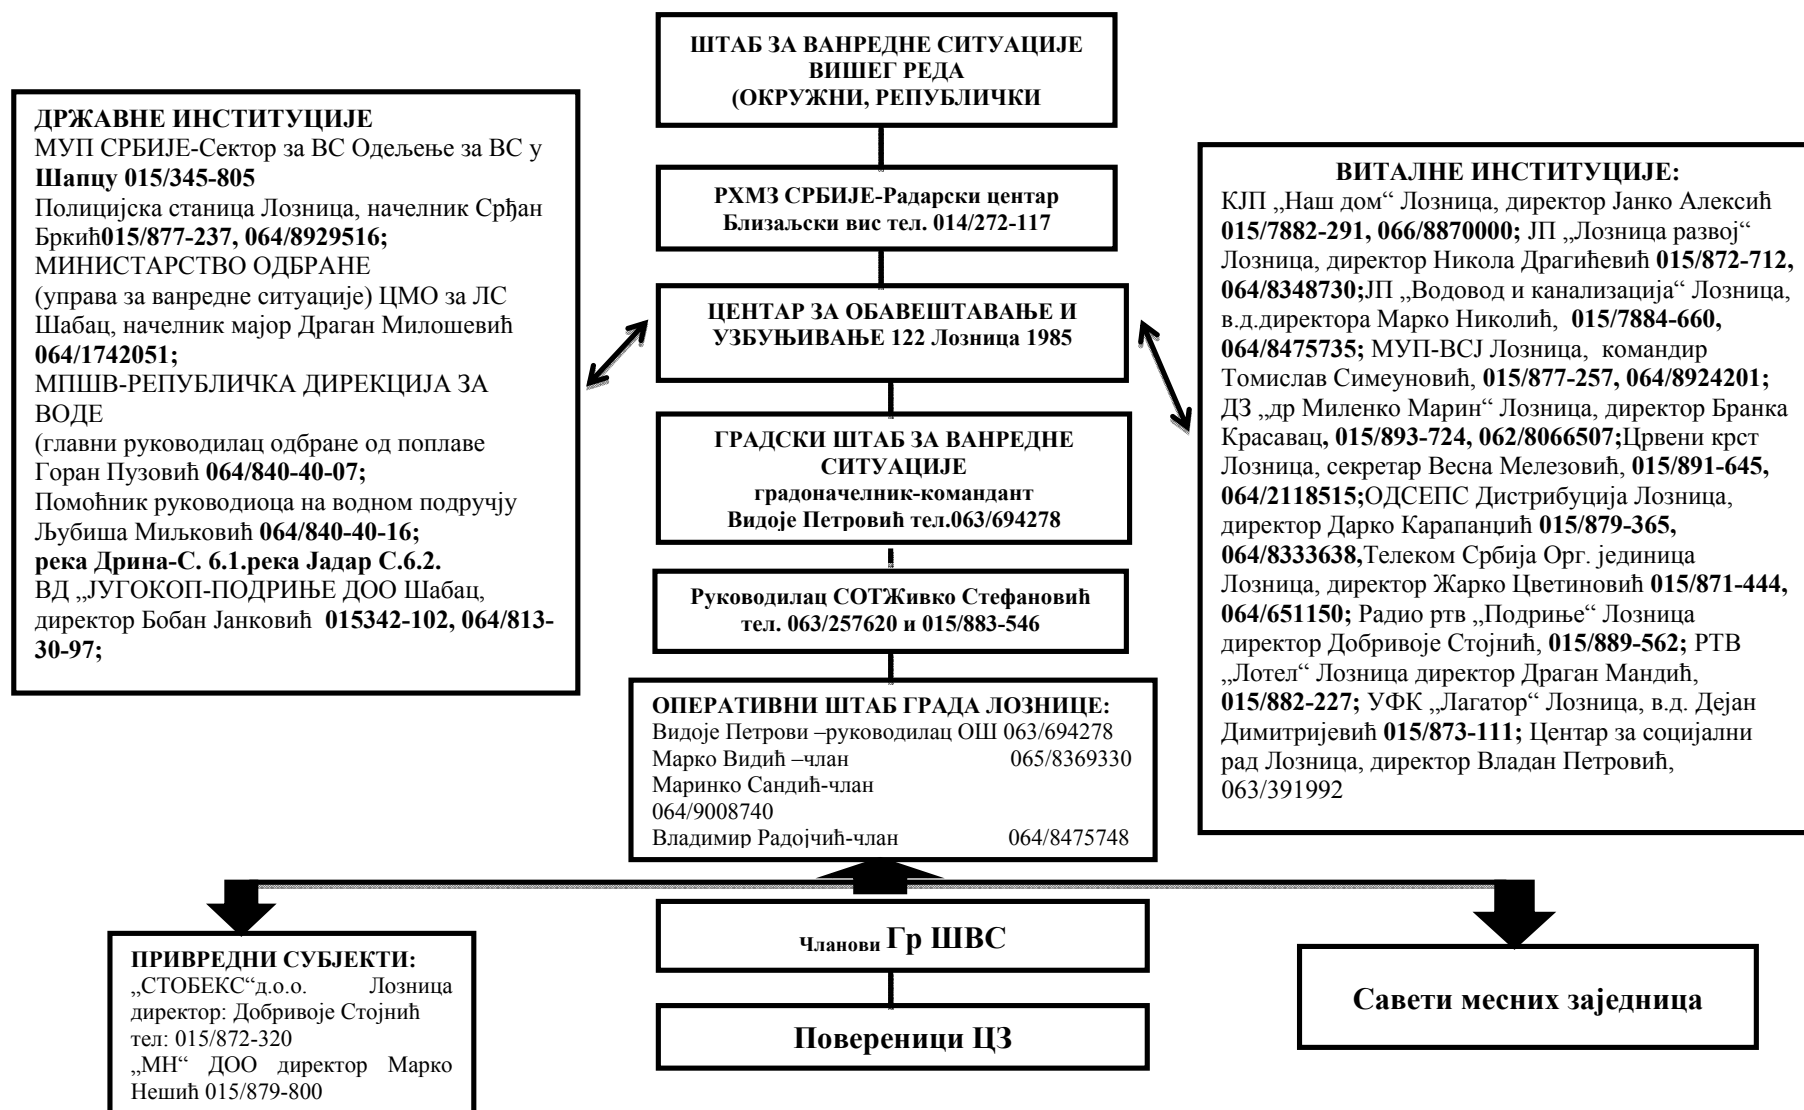 ШТАБ ЗА ВАНРЕДНЕ СИТУАЦИЈЕ
ВИШЕГ РЕДА
(ОКРУЖНИ, РЕПУБЛИЧКИ
ДРЖАВНЕ ИНСТИТУЦИЈЕ
МУП СРБИЈЕ-Сектор за ВС Одељење за ВС у
Шапцу 015/345-805
Полицијска станица Лозница, начелник Срђан
Бркић015/877-237, 064/8929516;
МИНИСТАРСТВО ОДБРАНЕ
(управа за ванредне ситуације) ЦМО за ЛС
Шабац, начелник мајор Драган Милошевић
064/1742051;
МПШВ-РЕПУБЛИЧКА ДИРЕКЦИЈА ЗА
ВОДЕ
(главни руководилац одбране од поплаве
Горан Пузовић 064/840-40-07;
Помоћник руководиоца на водном подручју
Љубиша Миљковић 064/840-40-16;
река Дрина-С. 6.1.река Јадар С.6.2.
ВД „ЈУГОКОП-ПОДРИЊЕ ДОО Шабац,
директор Бобан Јанковић 015342-102, 064/813-
30-97;
РХМЗ СРБИЈЕ-Радарски центар
Близаљски вис тел. 014/272-117
ЦЕНТАР ЗА ОБАВЕШТАВАЊЕ И
УЗБУЊИВАЊЕ 122 Лозница 1985
ГРАДСКИ ШТАБ ЗА ВАНРЕДНЕ
СИТУАЦИЈЕ
градоначелник-командант
Видоје Петровић тел.063/694278
Руководилац СОТЖивко Стефановић
тел. 063/257620 и 015/883-546
ОПЕРАТИВНИ ШТАБ ГРАДА ЛОЗНИЦЕ:
Видоје Петрови –руководилац ОШ 063/694278
Марко Видић –члан 065/8369330
Маринко Сандић-члан
064/9008740
Владимир Радојчић-члан 064/8475748
ВИТАЛНЕ ИНСТИТУЦИЈЕ:
КЈП „Наш дом“ Лозница, директор Јанко Алексић
015/7882-291, 066/8870000; ЈП „Лозница развој“
Лозница, директор Никола Драгићевић 015/872-712,
064/8348730;ЈП „Водовод и канализација“ Лозница,
в.д.директора Марко Николић, 015/7884-660,
064/8475735; МУП-ВСЈ Лозница, командир
Томислав Симеуновић, 015/877-257, 064/8924201;
ДЗ „др Миленко Марин“ Лозница, директор Бранка
Красавац, 015/893-724, 062/8066507;Црвени крст
Лозница, секретар Весна Мелезовић, 015/891-645,
064/2118515;ОДСЕПС Дистрибуција Лозница,
директор Дарко Карапанџић 015/879-365,
064/8333638,Телеком Србија Орг. јединица
Лозница, директор Жарко Цветиновић 015/871-444,
064/651150; Радио ртв „Подриње“ Лозница
директор Добривоје Стојнић, 015/889-562; РТВ
„Лотел“ Лозница директор Драган Мандић,
015/882-227; УФК „Лагатор“ Лозница, в.д. Дејан
Димитријевић 015/873-111; Центар за социјални
рад Лозница, директор Владан Петровић,
063/391992
ПРИВРЕДНИ СУБЈЕКТИ:
„СТОБЕКС“д.о.о. Лозница
директор: Добривоје Стојнић
тел: 015/872-320
„МН“ ДОО директор Марко
Нешић 015/879-800
Чланови Гр ШВС
Повереници ЦЗ
Савети месних заједница